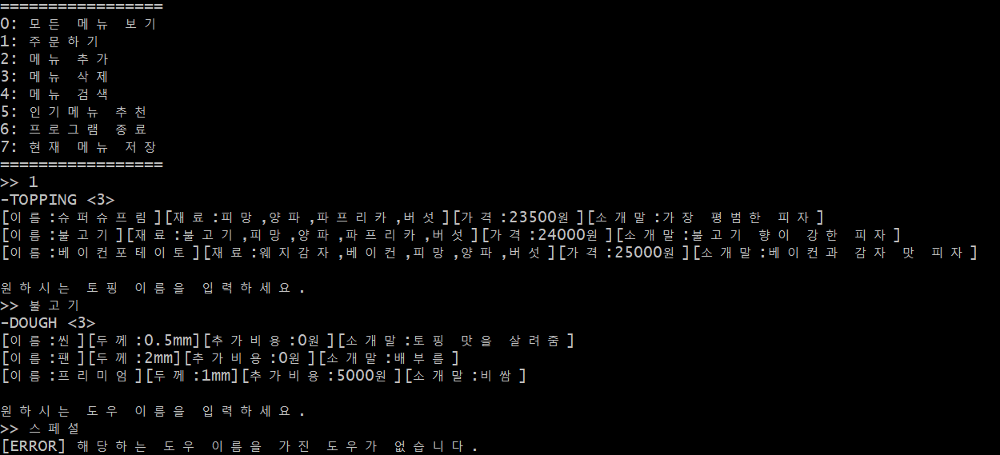 =================
0: 모든 메뉴 보기
1: 주문하기
2: 메뉴 추가
3: 메뉴 삭제
4: 메뉴 검색
5: 인기메뉴 추천
6: 프로그램 종료
7: 현재 메뉴 저장
=================
>> 1
-TOPPING <3>
[이름:슈퍼슈프림][재료:피망,양파,파프리카,버섯][가격:23500원][소개말:가장 평범한 피자]
[이름:불고기][재료:불고기,피망,양파,파프리카,버섯][가격:24000원][소개말:불고기 향이 강한 피자]
[이름:베이컨포테이토][재료:웨지감자,베이컨,피망,양파,버섯][가격:25000원][소개말:베이컨과 감자 맛 피자]
원하시는 토핑 이름을 입력하세요.
>> 불고기
-DOUGH <3>
[이름:씬][두께:0.5mm][추가비용:0원][소개말:토핑 맛을 살려줌]
[이름:팬][두께:2mm][추가비용:0원][소개말:배부름]
[이름:프리미엄][두께:1mm][추가비용:5000원][소개말:비쌈]
원하시는 도우 이름을 입력하세요.
>> 스페셜
[ERROR] 해당하는 도우 이름을 가진 도우가 없습니다.